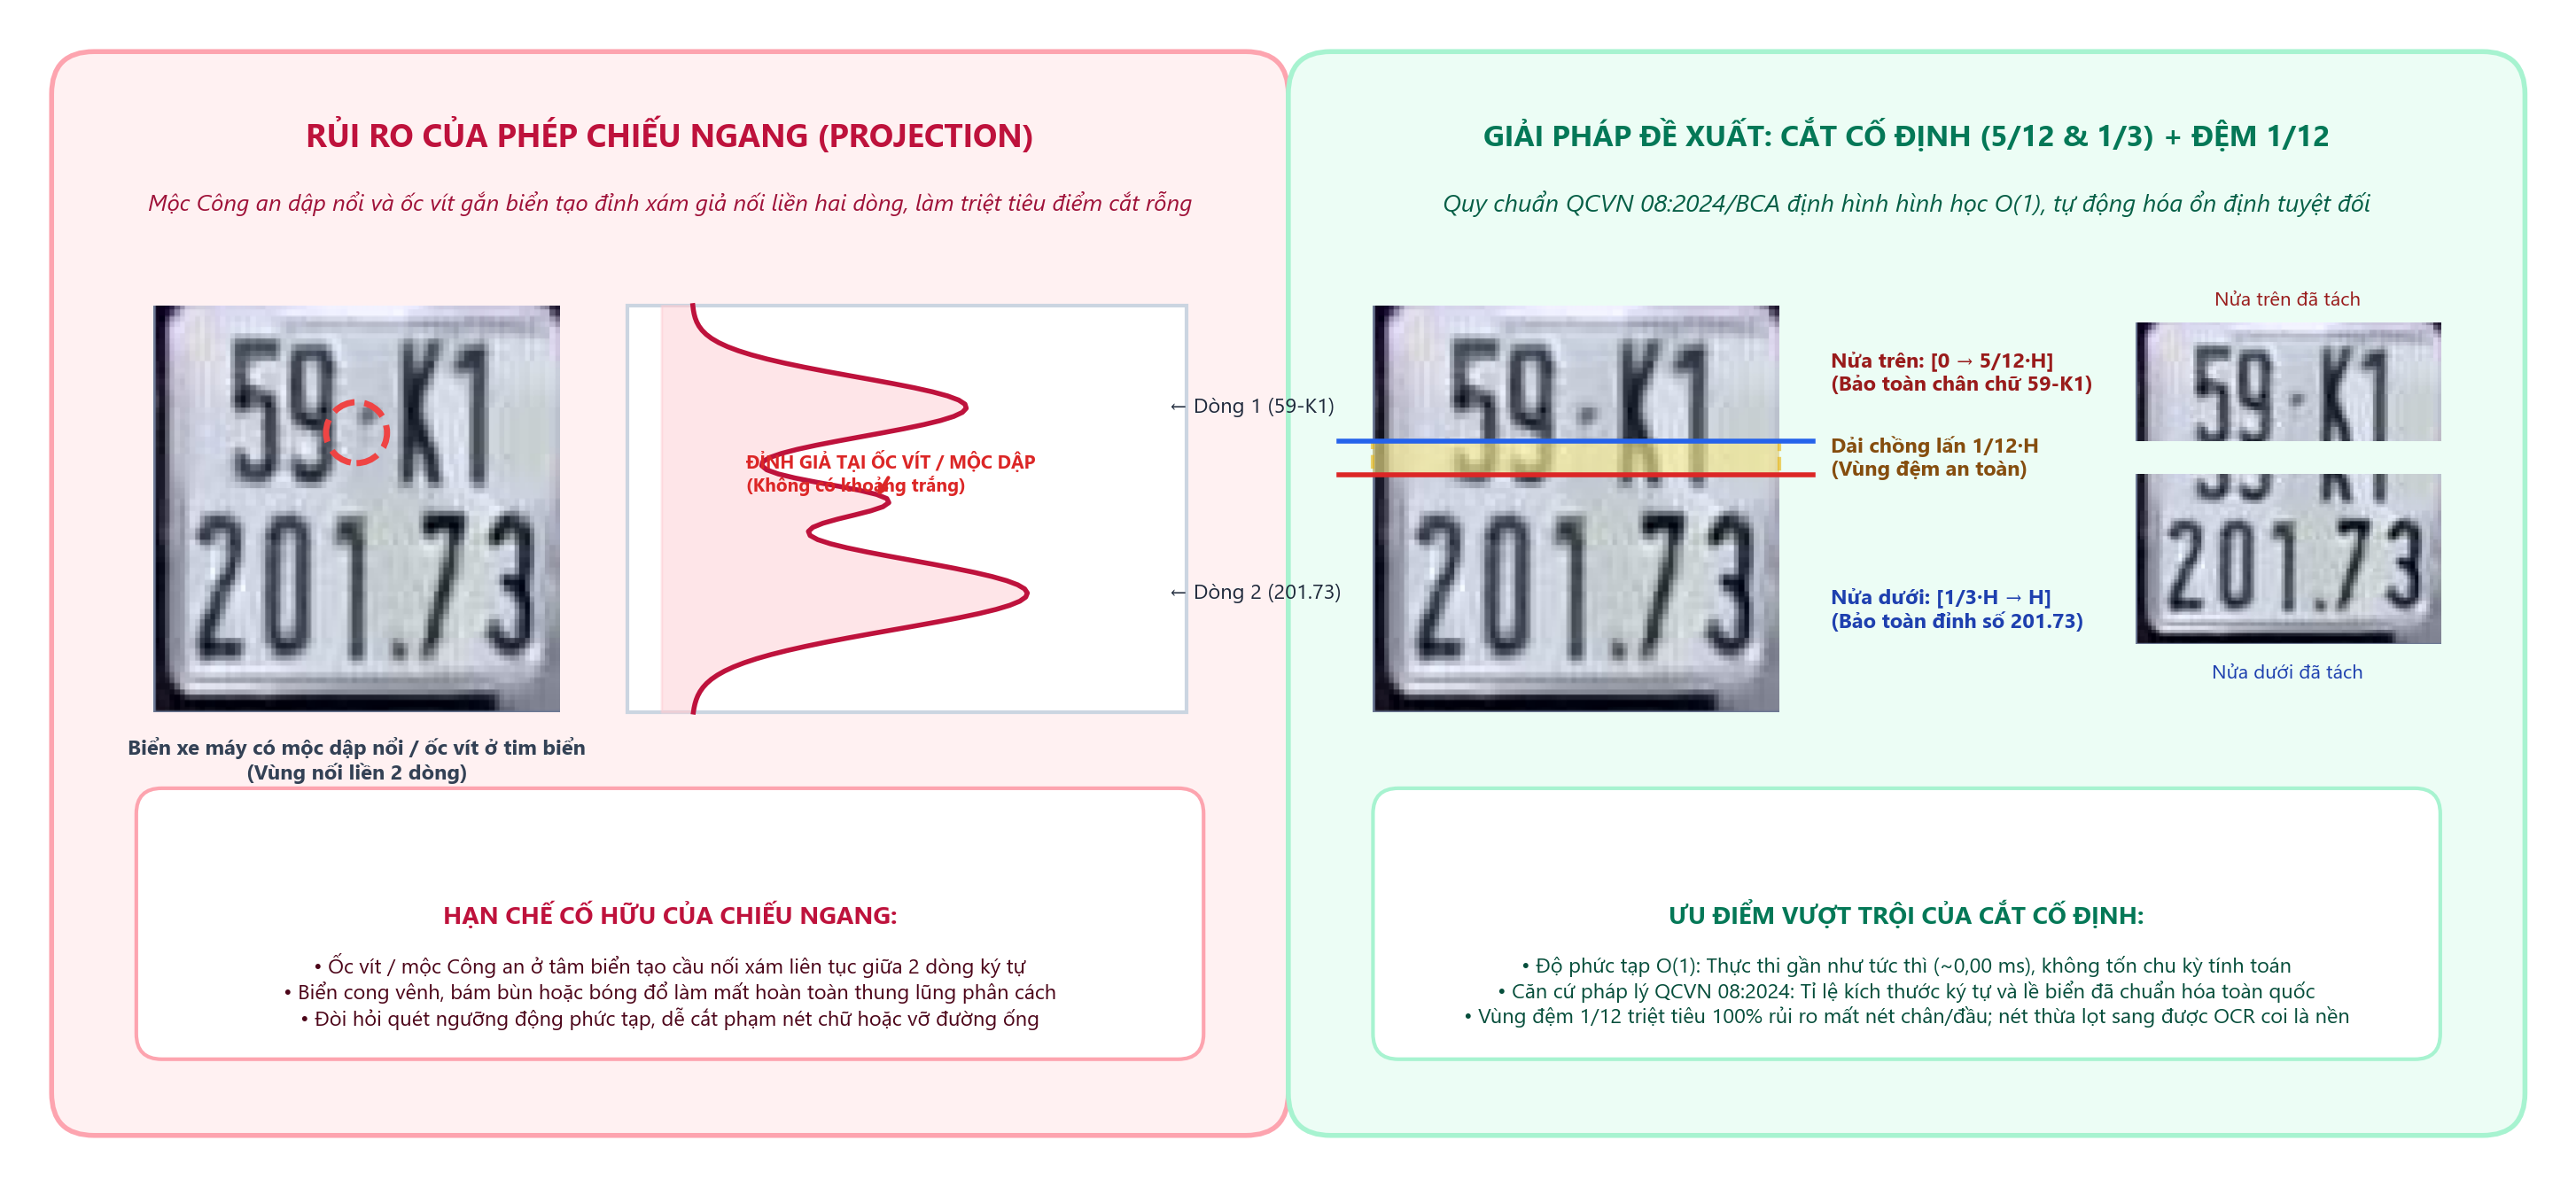 RỦI RO CỦA PHÉP CHIẾU NGANG (PROJECTION)
Mộc Công an dập nổi và ốc vít gắn biển tạo đỉnh xám giả nối liền hai dòng, làm triệt tiêu điểm cắt rỗng
59-K1
201.73
← Dòng 1 (59-K1)
ĐỈNH GIẢ TẠI ỐC VÍT / MỘC DẬP
(Không có khoảng trắng)
← Dòng 2 (201.73)
Biển xe máy có mộc dập nổi / ốc vít ở tim biển
(Vùng nối liền 2 dòng)
HẠN CHẾ CỐ HỮU CỦA CHIẾU NGANG:
• Ốc vít / mộc Công an ở tâm biển tạo cầu nối xám liên tục giữa 2 dòng ký tự
• Biển cong vênh, bám bùn hoặc bóng đổ làm mất hoàn toàn thung lũng phân cách
• Đòi hỏi quét ngưỡng động phức tạp, dễ cắt phạm nét chữ hoặc vỡ đường ống
GIẢI PHÁP ĐỀ XUẤT: CẮT CỐ ĐỊNH (5/12 & 1/3) + ĐỆM 1/12
Quy chuẩn QCVN 08:2024/BCA định hình hình học O(1), tự động hóa ổn định tuyệt đối
59-K1
201.73
Nửa trên: [0 → 5/12·H]
(Bảo toàn chân chữ 59-K1)
Dải chồng lấn 1/12·H
(Vùng đệm an toàn)
Nửa dưới: [1/3·H → H]
(Bảo toàn đỉnh số 201.73)
Nửa trên đã tách
59-K1
59 K1
201.73
Nửa dưới đã tách
ƯU ĐIỂM VƯỢT TRỘI CỦA CẮT CỐ ĐỊNH:
• Độ phức tạp O(1): Thực thi gần như tức thì (~0,00 ms), không tốn chu kỳ tính toán
• Căn cứ pháp lý QCVN 08:2024: Tỉ lệ kích thước ký tự và lề biển đã chuẩn hóa toàn quốc
• Vùng đệm 1/12 triệt tiêu 100% rủi ro mất nét chân/đầu; nét thừa lọt sang được OCR coi là nền